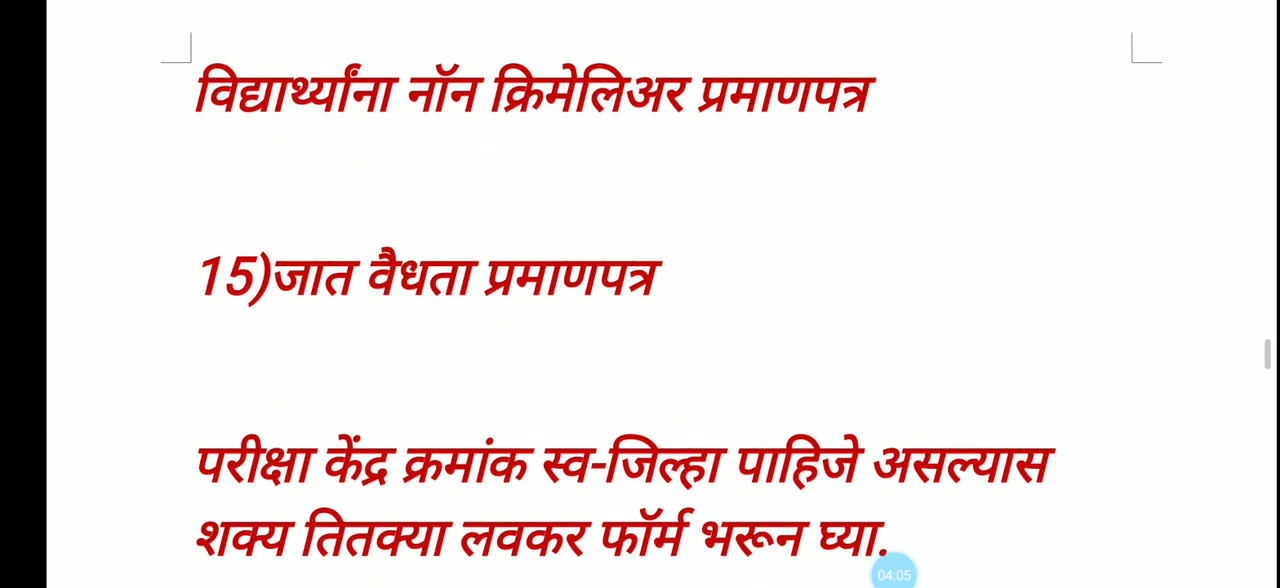 विद्यार्थ्यांना नॉन क्रिमेलिअर प्रमाणपत्र
15)जात वैधता प्रमाणपत्र
परीक्षा केंद्र क्रमांक स्व-जिल्हा पाहिजे असल्यास
शक्य तितक्या लवकर फॉर्म भरून घ्या.
04:05